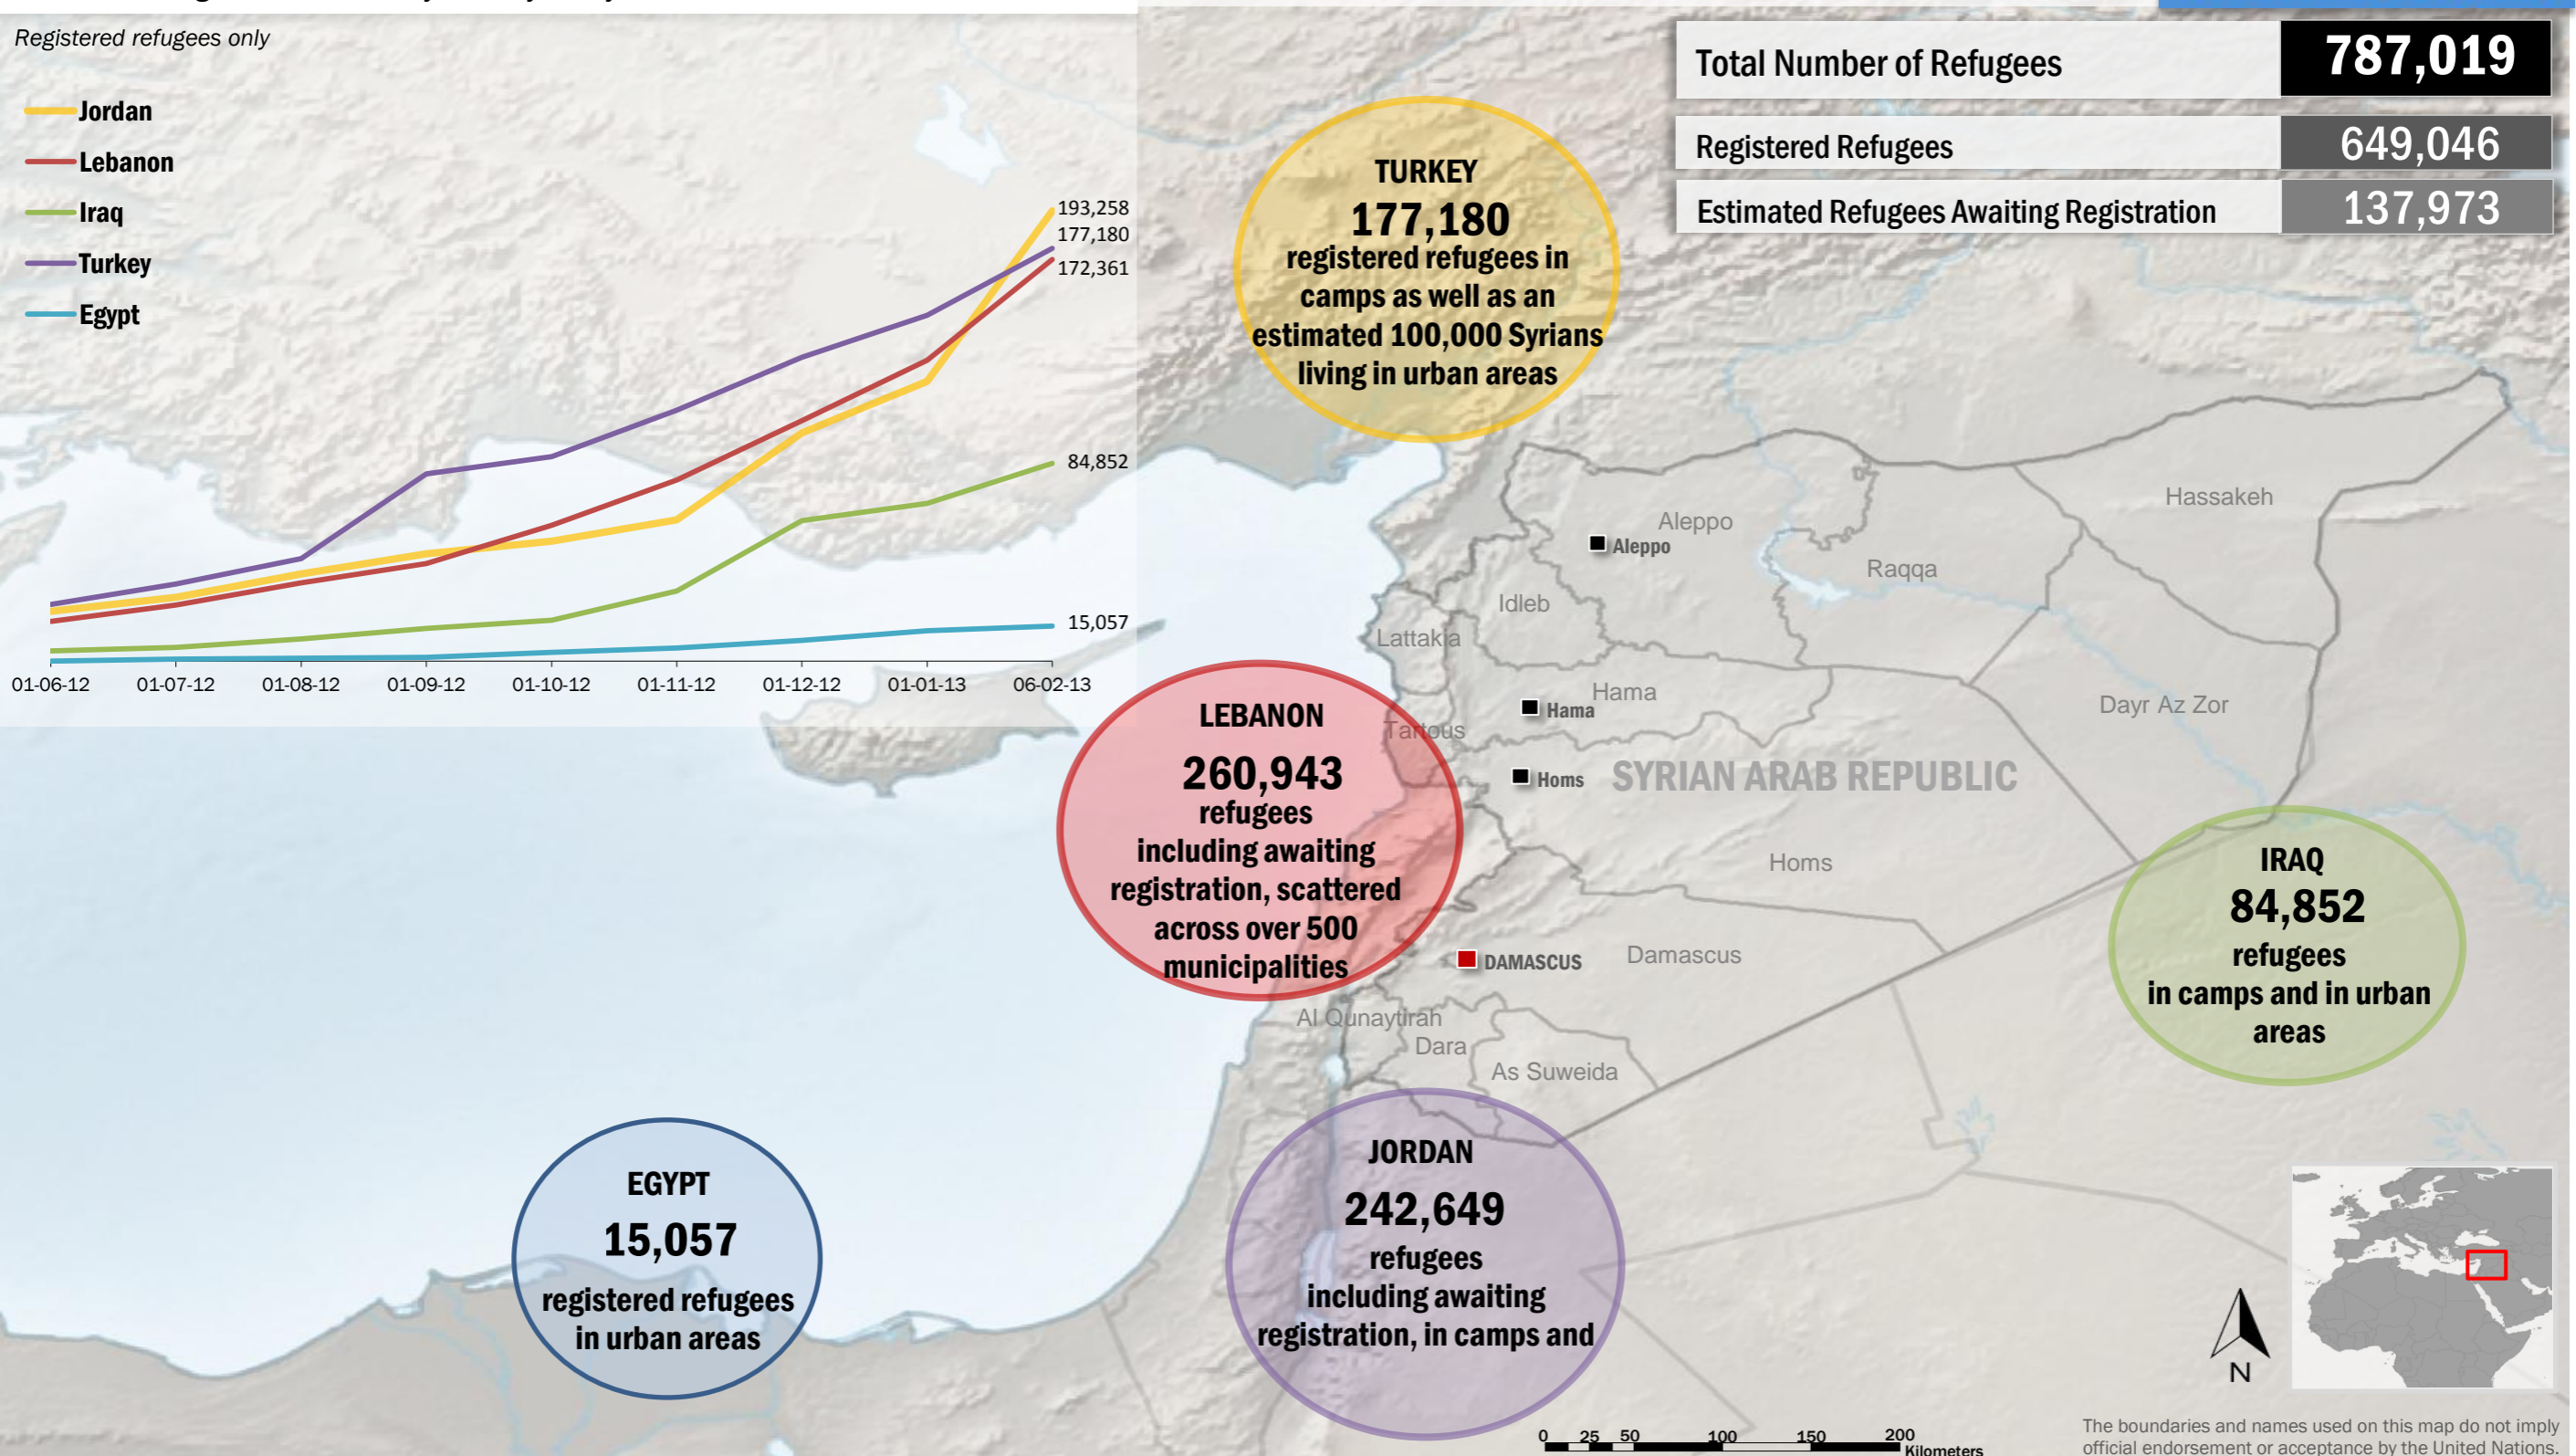 Registered refugees only
Jordan
Lebanon
Iraq
Turkey
Egypt
193,258
177,180
172,361
84,852
15,057
01-06-12
01-07-12
01-08-12
01-09-12
01-10-12
01-11-12
01-12-12
01-01-13
06-02-13
Total Number of Refugees
787,019
Registered Refugees
649,046
Estimated Refugees Awaiting Registration
137,973
TURKEY
177,180
registered refugees in
camps as well as an
estimated 100,000 Syrians
living in urban areas
Hassakeh
Aleppo
Aleppo
Raqqa
Idleb
Lattakia
Hama
Hama
Dayr Az Zor
Tartous
Homs
SYRIAN ARAB REPUBLIC
Homs
LEBANON
260,943
refugees
including awaiting
registration, scattered
across over 500
municipalities
IRAQ
84,852
refugees
in camps and in urban
areas
DAMASCUS
Damascus
Al Qunaytirah
Dara
As Suweida
EGYPT
15,057
registered refugees
in urban areas
JORDAN
242,649
refugees
including awaiting
registration, in camps and
N
0 25 50 100 150 200
Kilometers
The boundaries and names used on this map do not imply
official endorsement or acceptance by the United Nations.